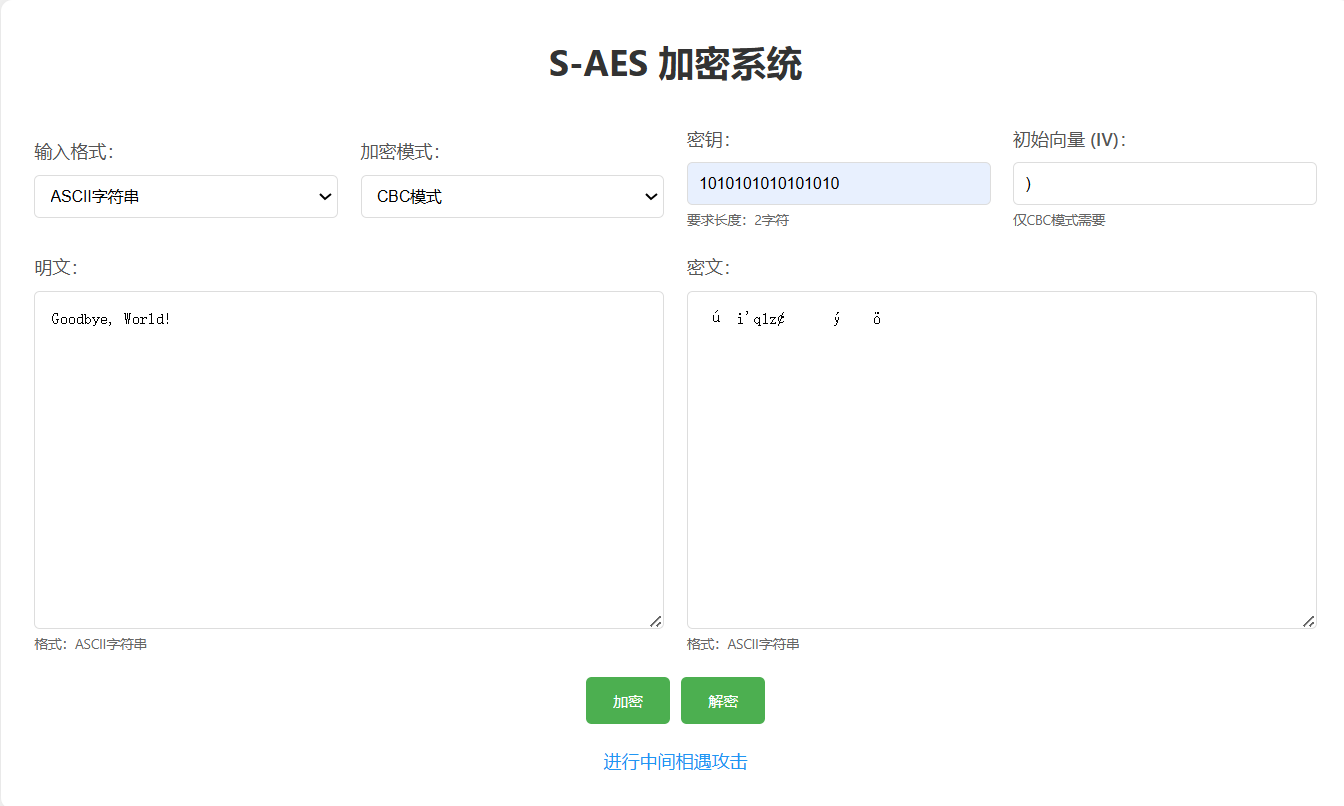 S-AES 加密系统
输入格式：
ASCII字符串
加密模式：
CBC模式
密钥：
1010101010101010
要求长度：2字符
初始向量 (IV)：
)
仅CBC模式需要
明文：
Goodbye, World!
格式：ASCII字符串
密文：
ú i'qlz¢ ý ö
格式：ASCII字符串
加密
解密
进行中间相遇攻击